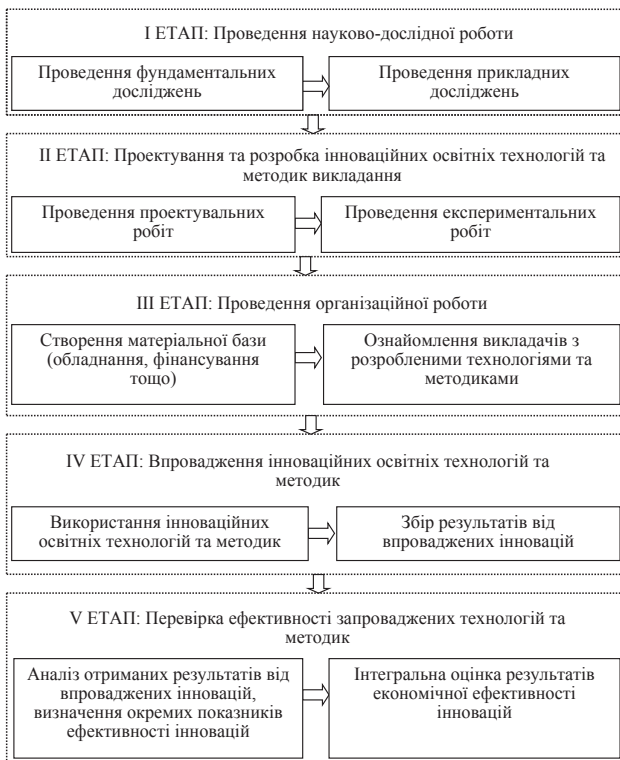 І ЕТАП: Проведення науково-дослідної роботи
Проведення фундаментальних
досліджень
Проведення прикладних
досліджень
ІІ ЕТАП: Проектування та розробка інноваційних освітніх технологій та
методик викладання
Проведення проектувальних
робіт
Проведення експериментальних
робіт
ІІІ ЕТАП: Проведення організаційної роботи
Створення матеріальної бази
(обладнання, фінансування
тощо)
Ознайомлення викладачів з
розробленими технологіями та
методиками
IV ЕТАП: Впровадження інноваційних освітніх технологій та
методик
Використання інноваційних
освітніх технологій та методик
Збір результатів від
впроваджених інновацій
V ЕТАП: Перевірка ефективності запроваджених технологій та
методик
Аналіз отриманих результатів від
впроваджених інновацій,
визначення окремих показників
ефективності інновацій
Інтегральна оцінка результатів
економічної ефективності
інновацій